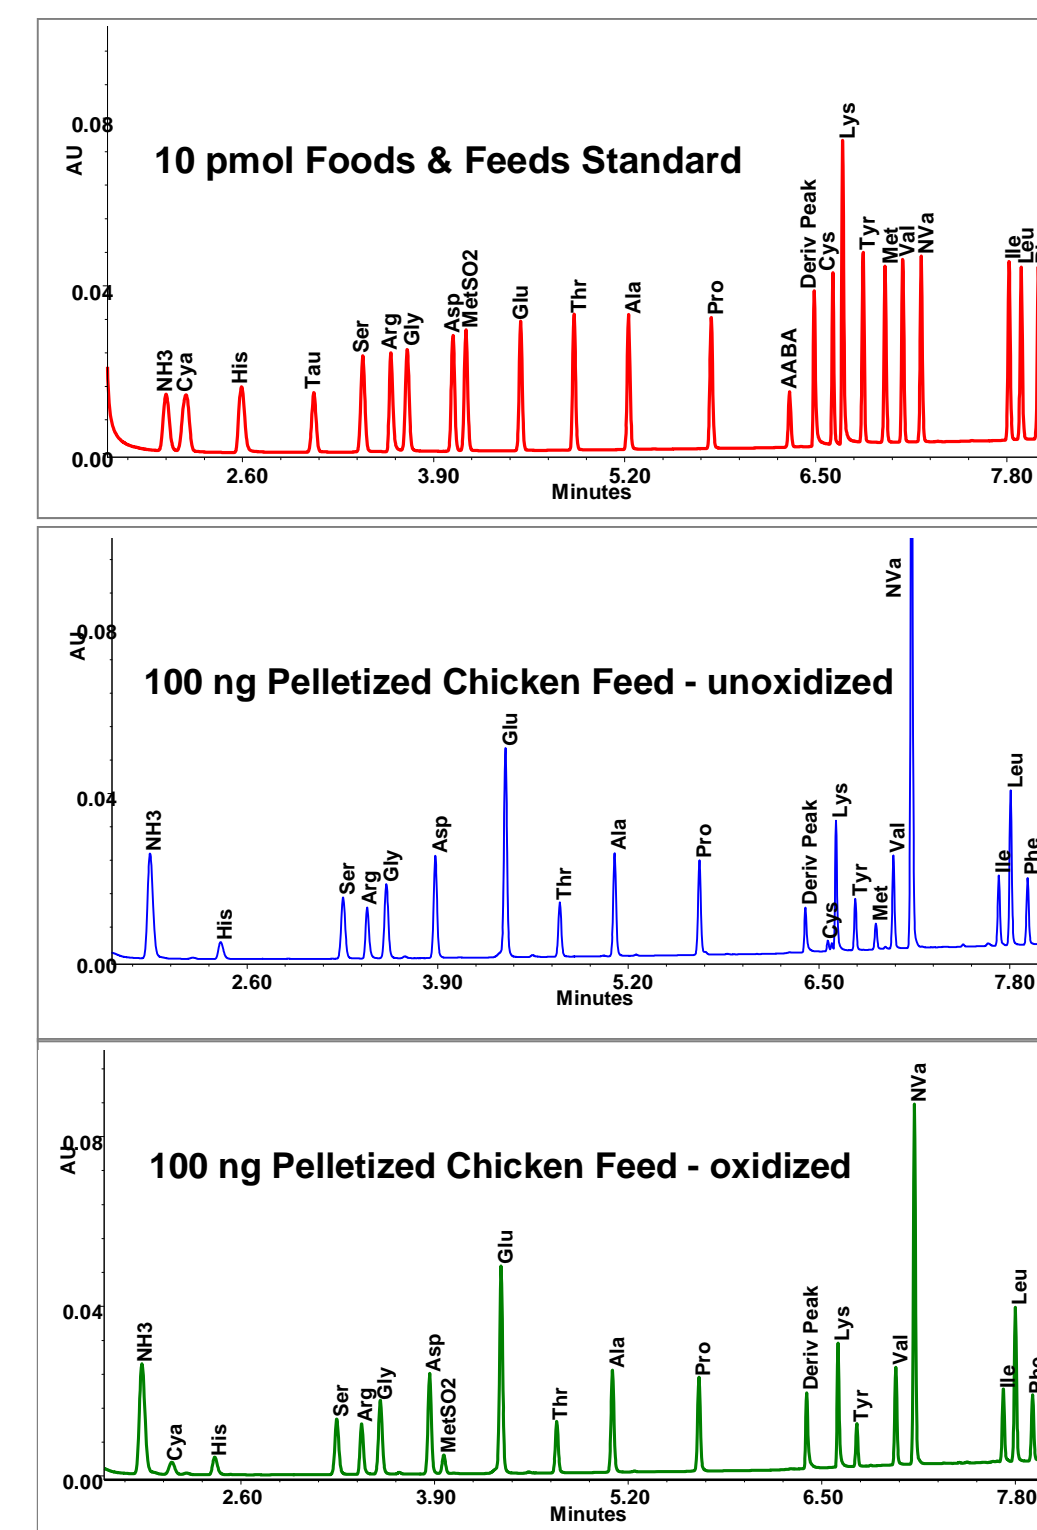 0.08
AU
10 pmol Foods & Feeds Standard
0.04
0.00
NH3
Cya
His
Tau
Ser
Arg
Gly
Asp
MetSO2
Glu
Thr
Ala
Pro
AABA
Deriv Peak
Cys
Lys
Tyr
Met
Val
NVa
Ile
Leu
2.60 3.90 5.20 6.50 7.80
Minutes
0.08
AU
100 ng Pelletized Chicken Feed - unoxidized
0.04
0.00
NH3
His
Ser
Arg
Gly
Asp
Glu
Thr
Ala
Pro
Deriv Peak
Cys
Lys
Tyr
Met
Val
NVa
Ile
Leu
Phe
2.60 3.90 5.20 6.50 7.80
Minutes
0.08
AU
100 ng Pelletized Chicken Feed - oxidized
0.04
0.00
NH3
Cya
His
Ser
Arg
Gly
Asp
MetSO2
Glu
Thr
Ala
Pro
Deriv Peak
Lys
Tyr
Val
NVa
Ile
Leu
Phe
2.60 3.90 5.20 6.50 7.80
Minutes